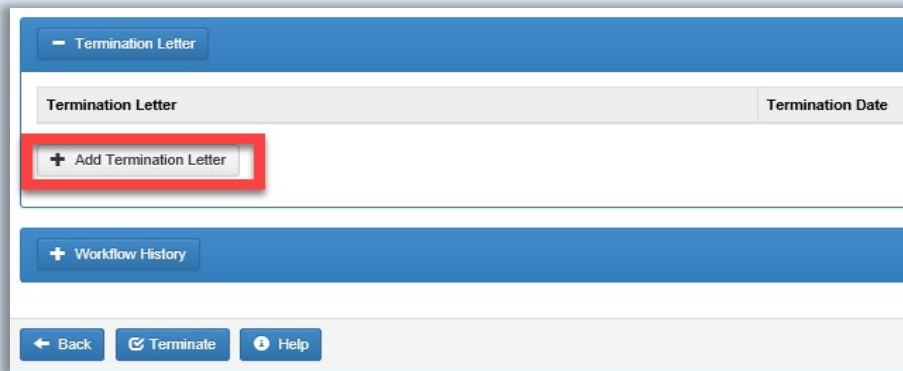 Termination Letter
Termination Letter Termination Date
Add Termination Letter
Workflow History
Back Terminate Help